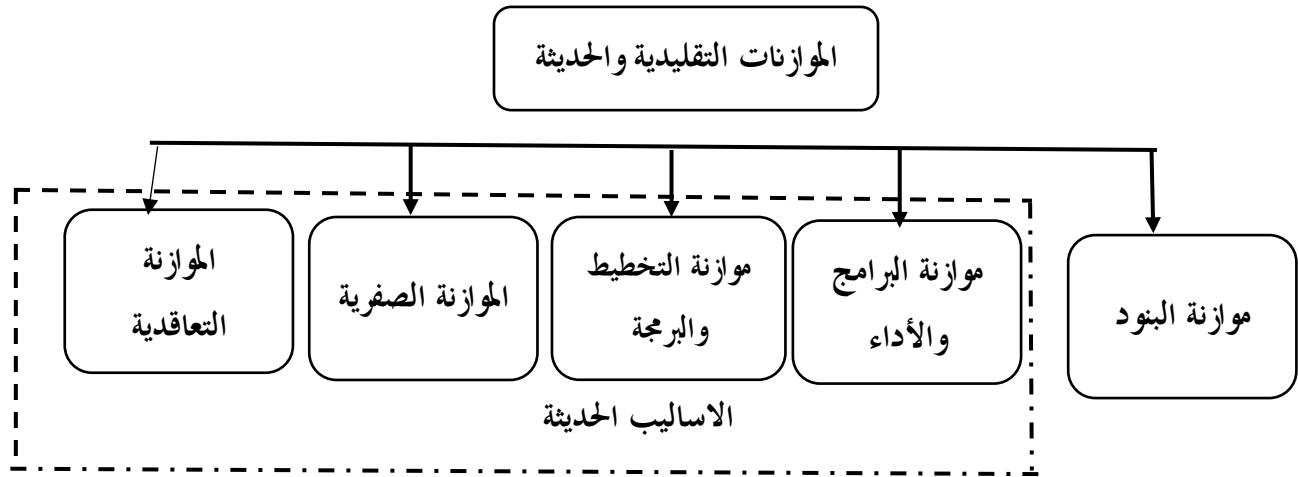 الموازنات التقليدية والحديثة
موازنة البنود
موازنة البرامج
والأداء
موازنة التخطيط
والبرمجة
الموازنة الصفرية
الموازنة
التعاقدية
الاساليب الحديثة